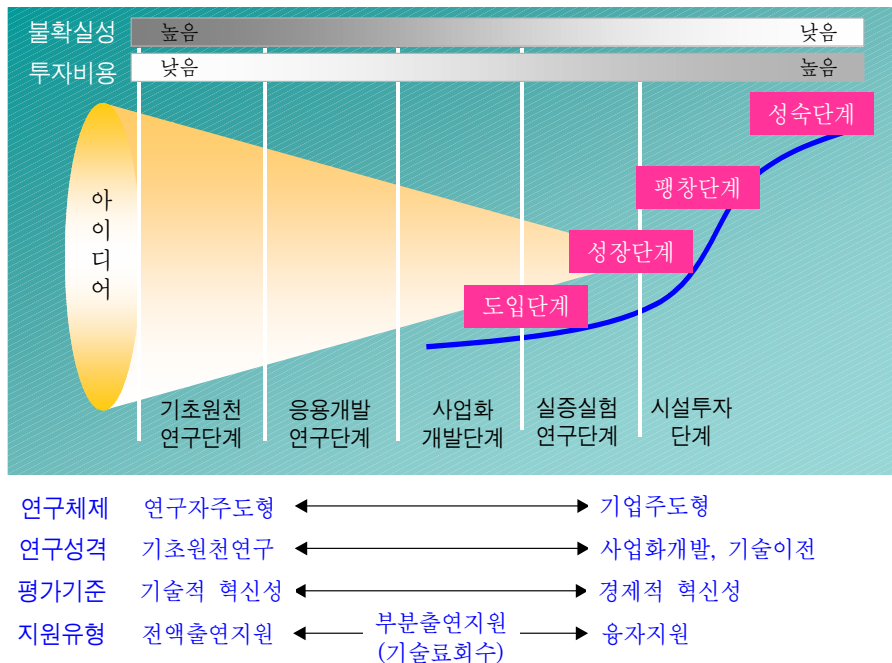 불확실성 높음 낮음
투자비용 낮음 높음
성숙단계
팽창단계
성장단계
도입단계
아
이
디
어
기초원천
연구단계
응용개발
연구단계
사업화
개발단계
실증실험
연구단계
시설투자
단계
연구체제 연구자주도형 기업주도형
연구성격 기초원천연구 사업화개발, 기술이전
평가기준 기술적 혁신성 경제적 혁신성
지원유형 전액출연지원 부분출연지원 융자지원
(기술료회수)